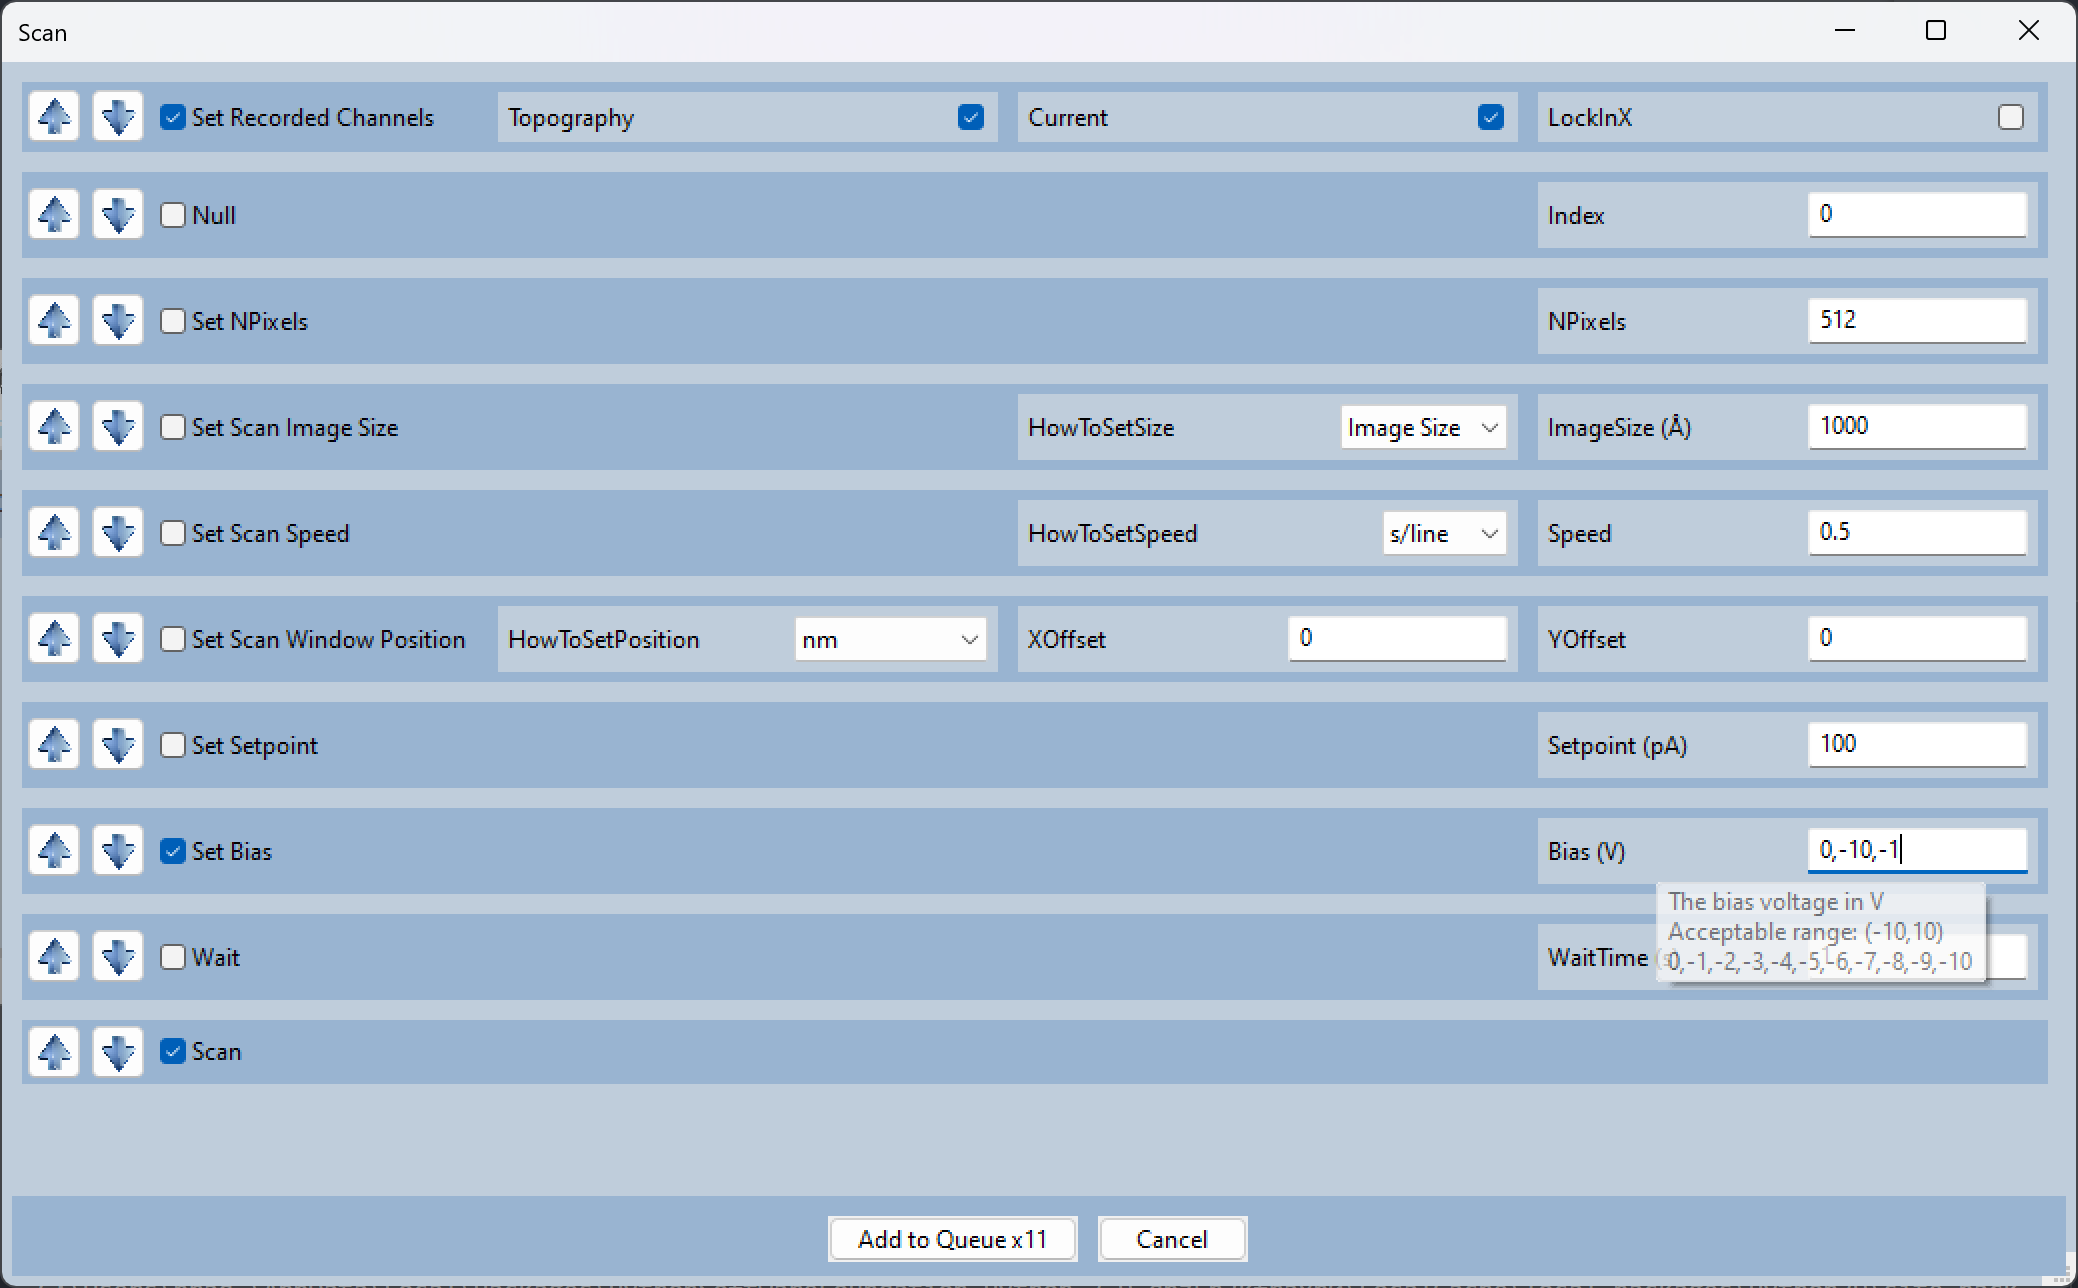 Scan
Set Recorded Channels Topography Current LockInX
Null Index 0
Set NPixels NPixels 512
Set Scan Image Size HowToSetSize Image Size ImageSize (Å) 1000
Set Scan Speed HowToSetSpeed s/line Speed 0.5
Set Scan Window Position HowToSetPosition nm XOffset 0 YOffset 0
Set Setpoint Setpoint (pA) 100
Set Bias Bias (V) 0,-10,-1
The bias voltage in V
Acceptable range: (-10,10)
0,-1,-2,-3,-4,-5,-6,-7,-8,-9,-10
Wait WaitTime
Scan
Add to Queue x11 Cancel